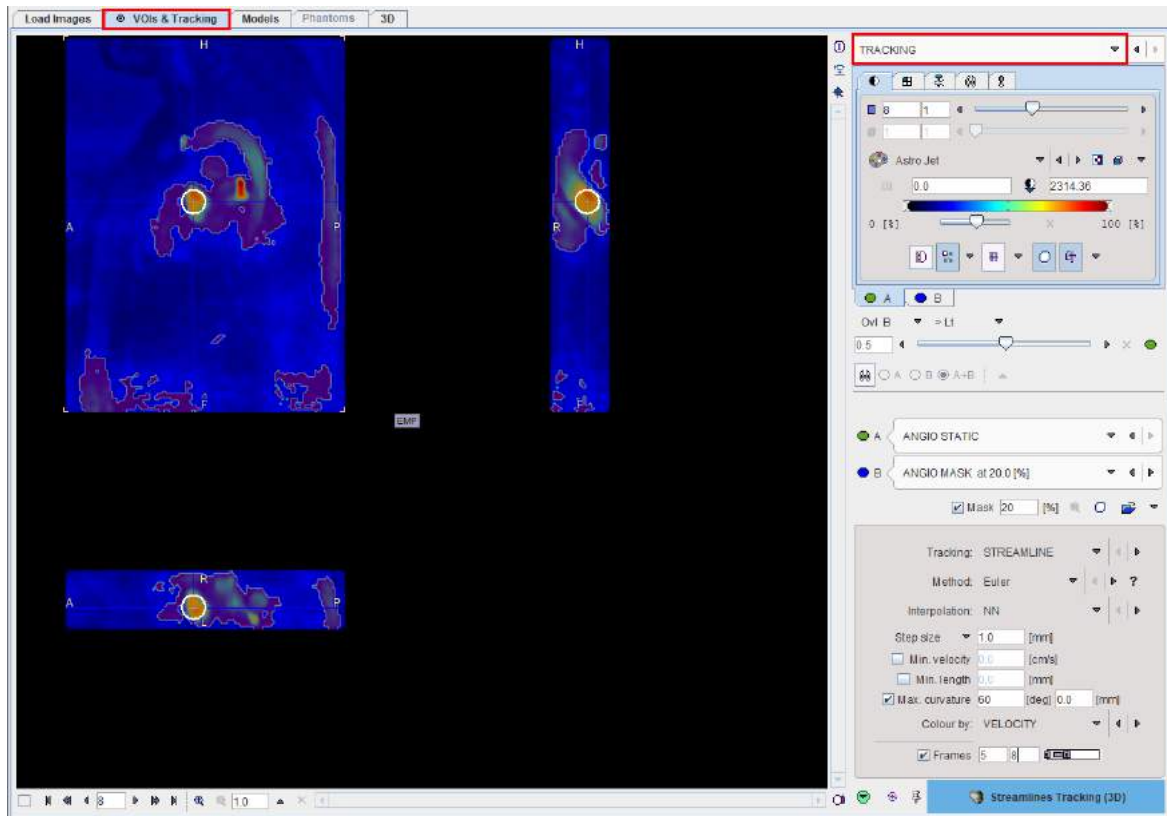 Load Images VOIs & Tracking Models Phantoms 3D
H
H
TRACKING
8 1
1 1
Astro Jet
0.0 2314.36
A P R L
0 [%] 100 [%]
A B
Ovl B
0.5
A B A+B
F
EMP
A ANGIO STATIC
B ANGIO MASK at 20.0 [%]
Mask 20 [%]
Tracking: STREAMLINE
Method: Euler ?
R
Interpolation: NN
A P
L
Step size 1.0 [mm]
Min. velocity 0.0 [cm/s]
Min. length 0.0 [mm]
Max. curvature 60 [deg] 0.0 [mm]
Colour by: VELOCITY
Frames 5 8
8 1.0
Streamlines Tracking (3D)